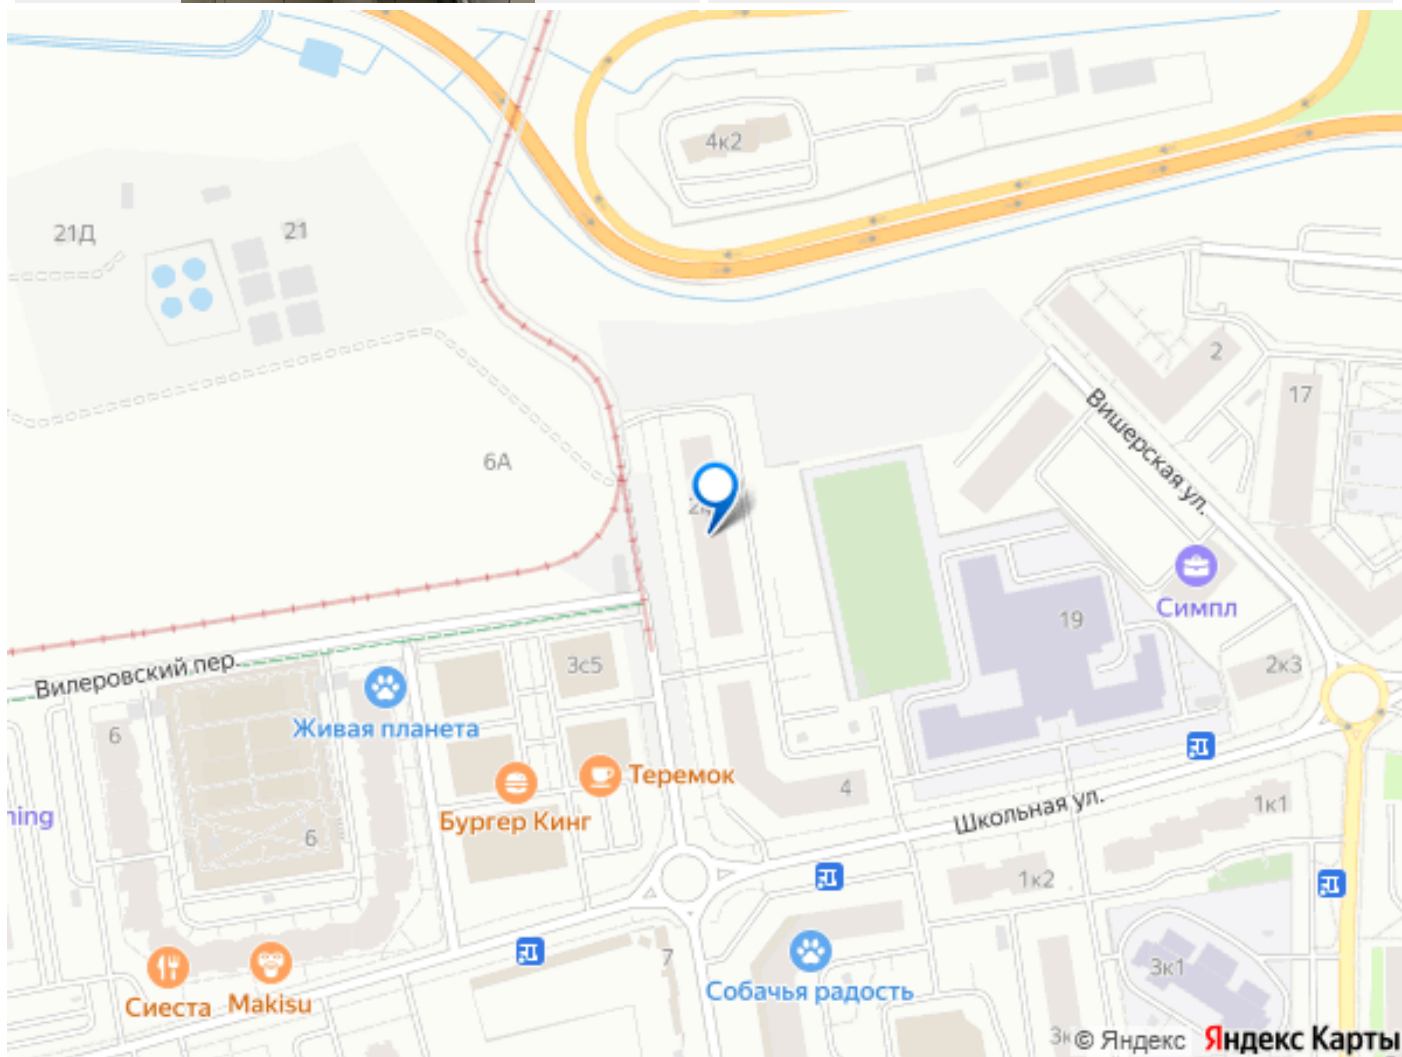 4к2
21Д
21
2
17
Вишерская ул.
6А
Симпл
19
2к3
3с5
Вилеровский пер.
Живая планета
6
Теремок
4
Бургер Кинг
Школьная ул.
1к1
ning
6
1к2
7
3к1
Сиеста
Makisu
Собачья радость
© Яндекс
Яндекс Карты